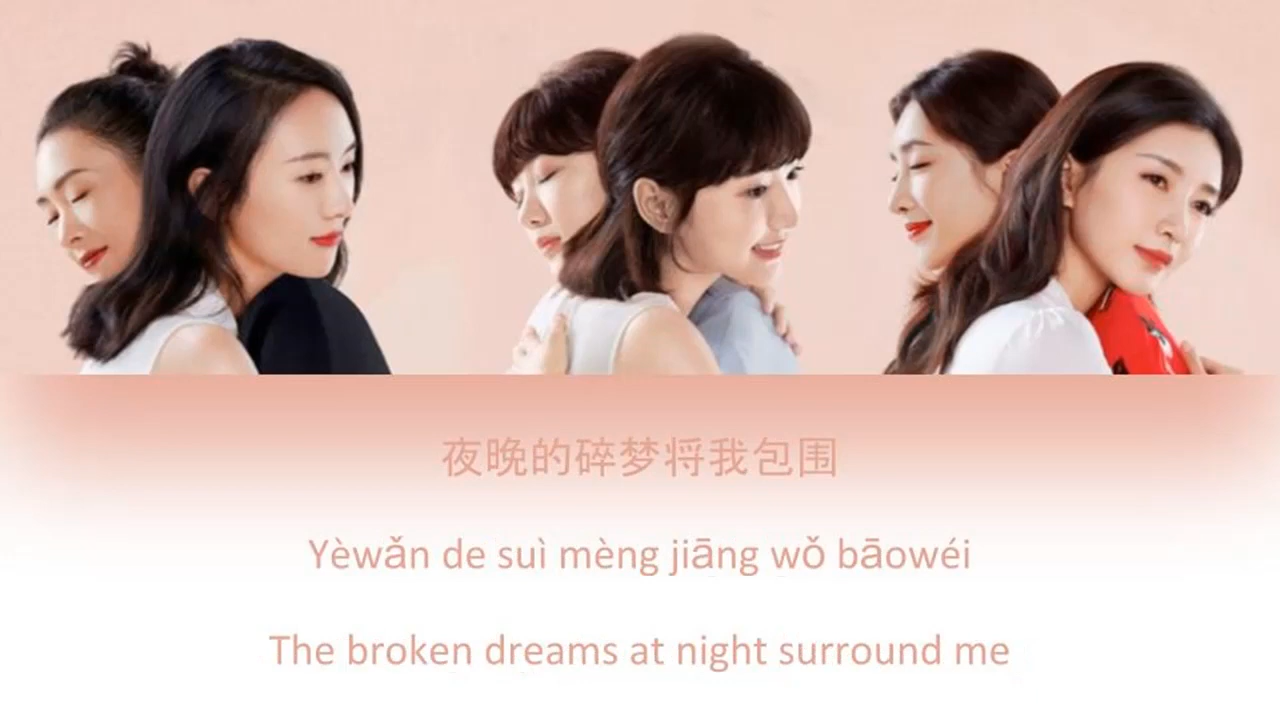 夜晚的碎梦将我包围
Yèwǎn de suì mèng jiāng wǒ bāowéi
The broken dreams at night surround me